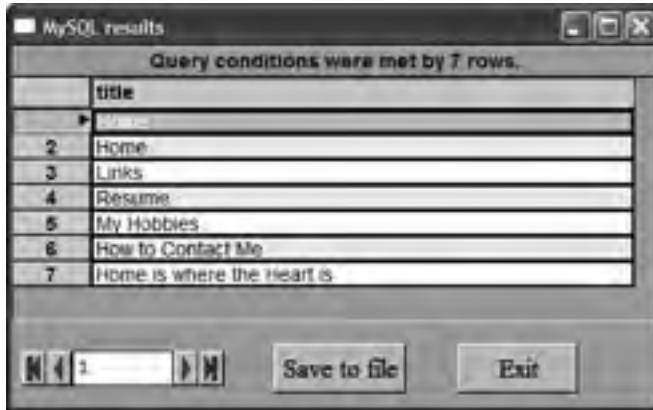 MySQL results
Query conditions were met by 7 rows.
title
2 Home
3 Links
4 Resume
5 My Hobbies
6 How to Contact Me
7 Home is where the Heart is
1
Save to file
Exit